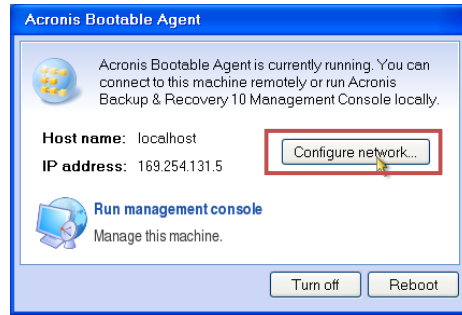 Acronis Bootable Agent
Acronis Bootable Agent is currently running. You can
connect to this machine remotely or run Acronis
Backup & Recovery 10 Management Console locally.
Host name: localhost
Configure network...
IP address: 169.254.131.5
Run management console
Manage this machine.
Turn off Reboot